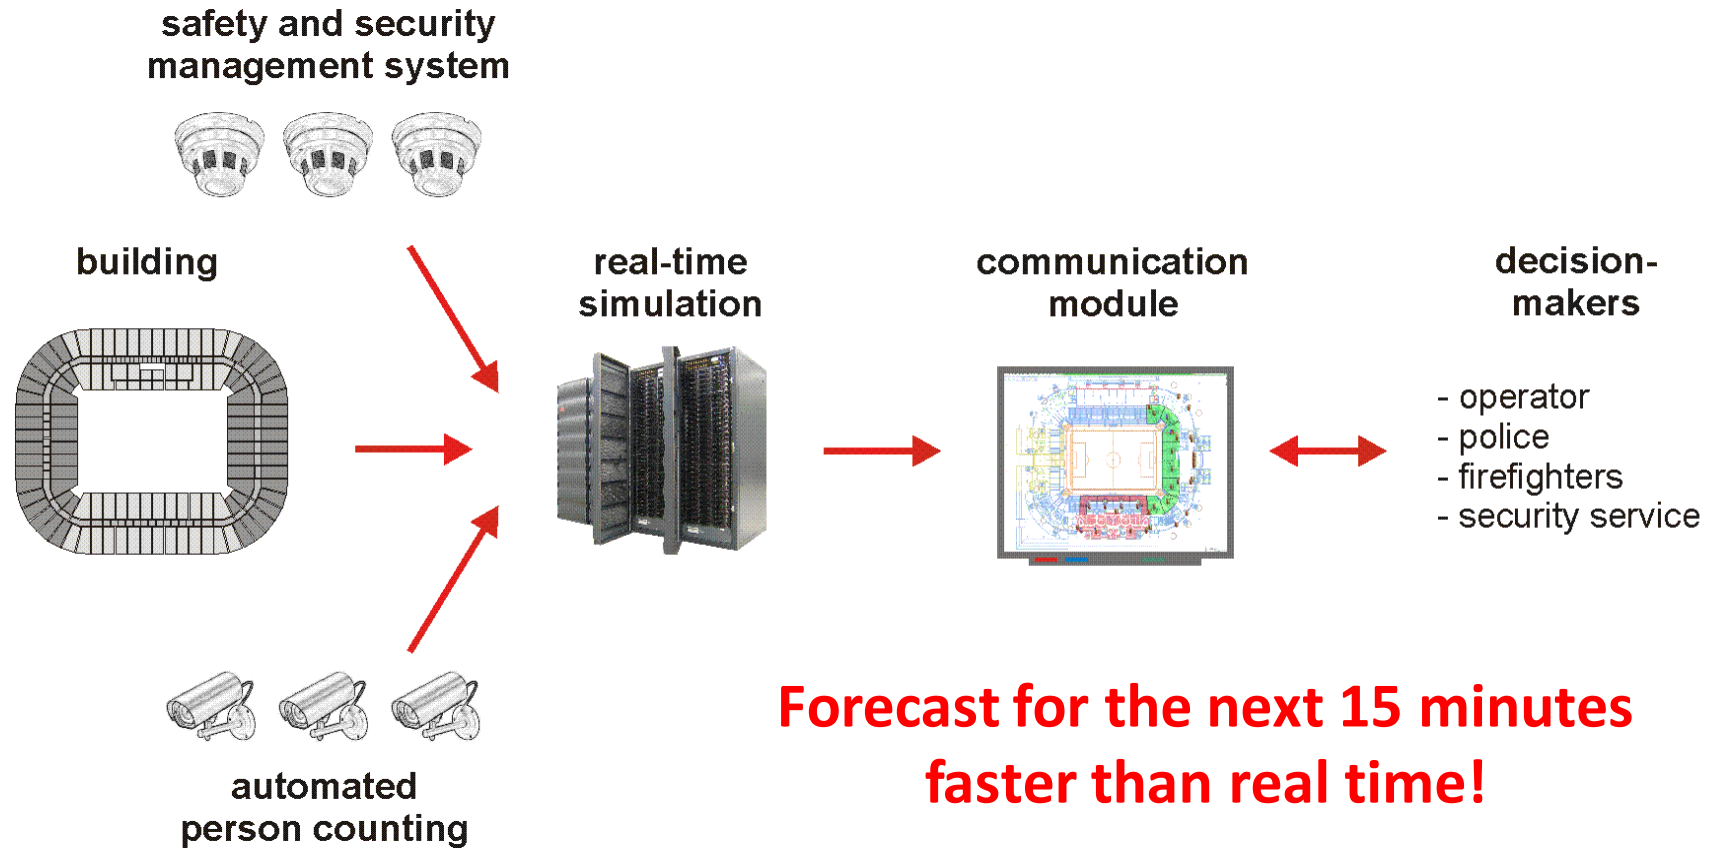 safety and security
management system
building
real-time
simulation
communication
module
decision-
makers
- operator
- police
- firefighters
- security service
automated
person counting
Forecast for the next 15 minutes
faster than real time!